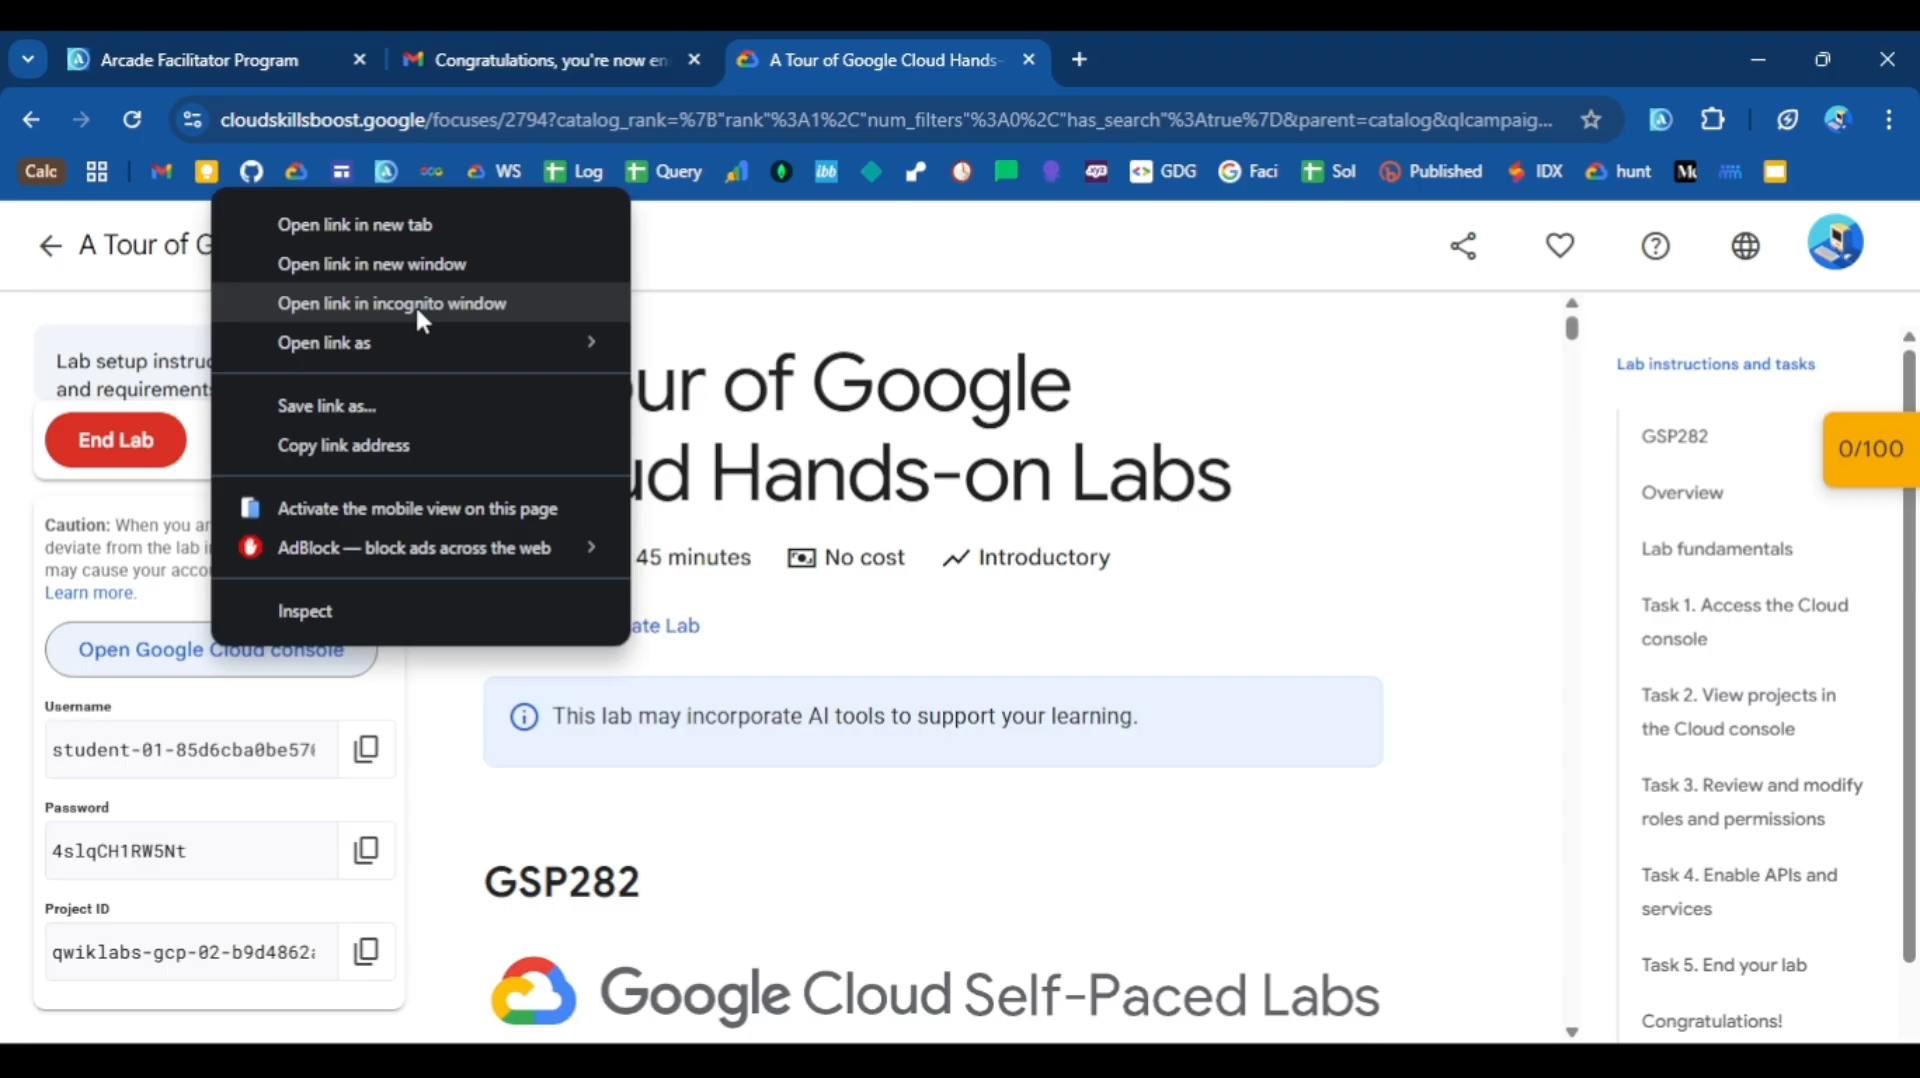 Arcade Facilitator Program
Congratulations, you're now en
A Tour of Google Cloud Hands-
cloudskillsboost.google/focuses/2794?catalog_rank=%7B"rank"%3A1%2C"num_filters"%3A0%2C"has_search"%3Atrue%7D&parent=catalog&qlcampaig...
Calc
WS
Log
Query
lbb
GDG
Faci
Sol
Published
IDX
hunt
A Tour of G
Open link in new tab
Open link in new window
Open link in incognito window
Open link as
Save link as...
Copy link address
Activate the mobile view on this page
AdBlock — block ads across the web
Inspect
Lab setup instruc
and requirements
End Lab
Caution: When you ar
deviate from the lab i
may cause your accou
Learn more.
Open Google Cloud console
Username
student-01-85d6cba0be570
Password
4slqCH1RW5Nt
Project ID
qwiklabs-gcp-02-b9d4862a
our of Google
ud Hands-on Labs
45 minutes
No cost
Introductory
ate Lab
This lab may incorporate AI tools to support your learning.
GSP282
Google Cloud Self-Paced Labs
Lab instructions and tasks
0/100
GSP282
Overview
Lab fundamentals
Task 1. Access the Cloud
console
Task 2. View projects in
the Cloud console
Task 3. Review and modify
roles and permissions
Task 4. Enable APIs and
services
Task 5. End your lab
Congratulations!